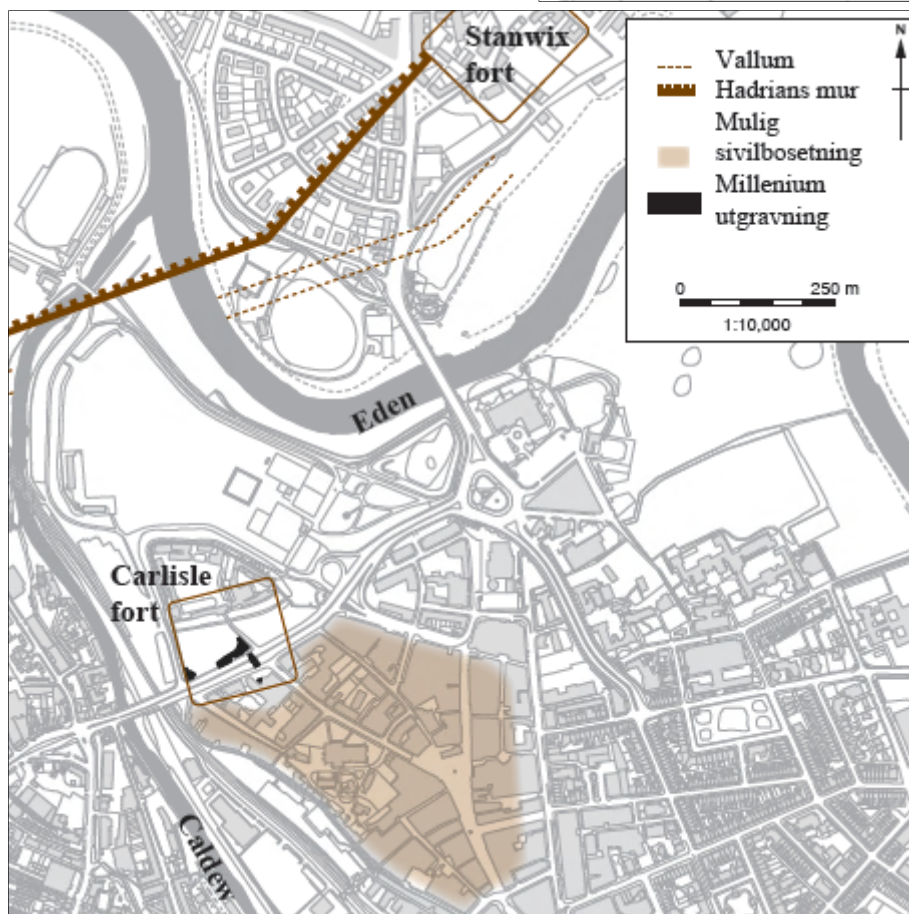 Stanwix
fort
N
Vallum
Hadrians mur
Mulig
sivilbosetning
Millenium
utgravning
0 250 m
1:10,000
Eden
Carlisle
fort
Caldew